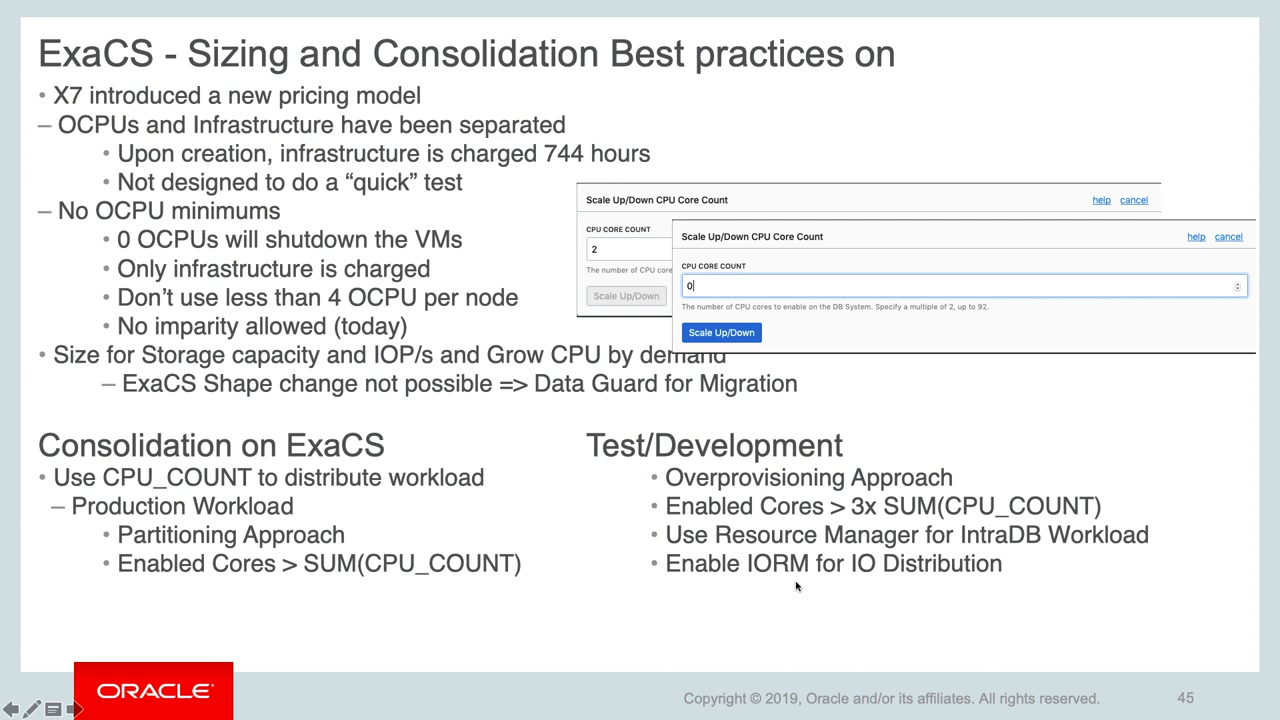 ExaCS - Sizing and Consolidation Best practices on
• X7 introduced a new pricing model
– OCPUs and Infrastructure have been separated
• Upon creation, infrastructure is charged 744 hours
• Not designed to do a “quick” test
– No OCPU minimums
• 0 OCPUs will shutdown the VMs
• Only infrastructure is charged
• Don’t use less than 4 OCPU per node
• No imparity allowed (today)
• Size for Storage capacity and IOP/s and Grow CPU by demand
– ExaCS Shape change not possible => Data Guard for Migration
Scale Up/Down CPU Core Count help cancel
CPU CORE COUNT
2
The number of CPU core
Scale Up/Down
Scale Up/Down CPU Core Count help cancel
CPU CORE COUNT
0
The number of CPU cores to enable on the DB System. Specify a multiple of 2, up to 92.
Scale Up/Down
Consolidation on ExaCS
• Use CPU_COUNT to distribute workload
– Production Workload
• Partitioning Approach
• Enabled Cores > SUM(CPU_COUNT)
Test/Development
• Overprovisioning Approach
• Enabled Cores > 3x SUM(CPU_COUNT)
• Use Resource Manager for IntraDB Workload
• Enable IORM for IO Distribution
ORACLE®
Copyright © 2019, Oracle and/or its affiliates. All rights reserved. 45